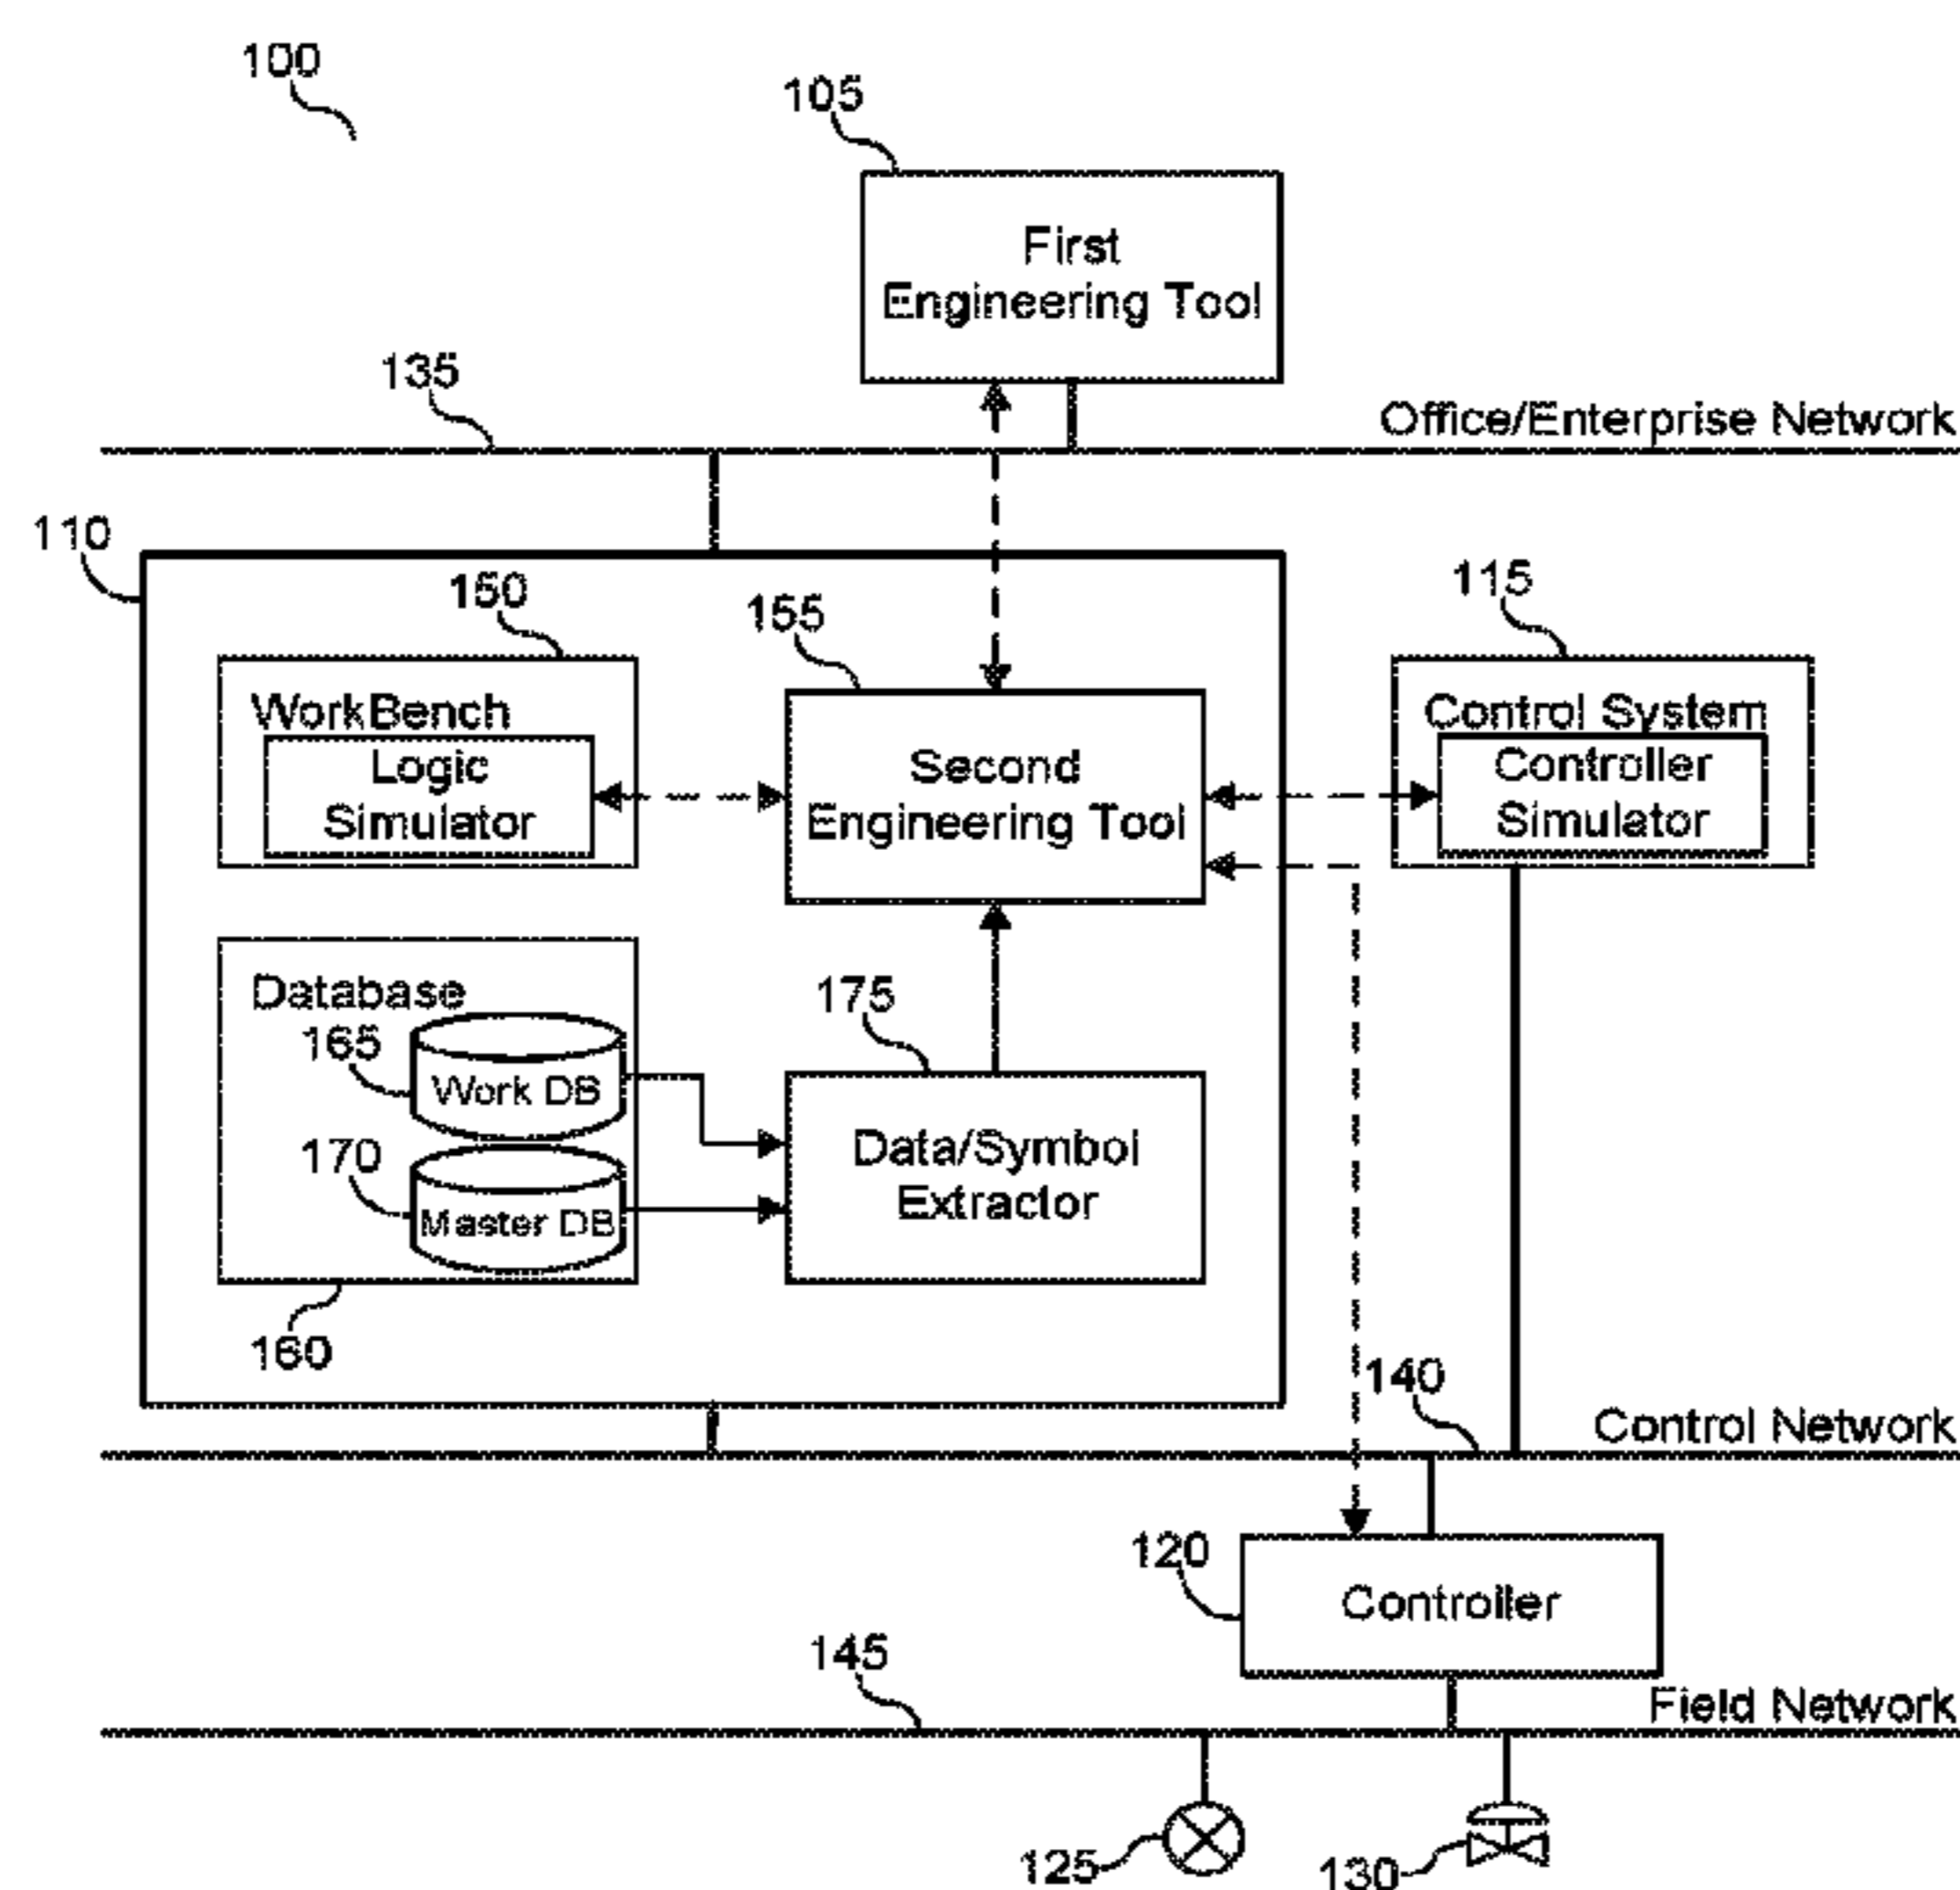 100
105
First
Engineering Tool
135
Office/Enterprise Network
110
150
155
115
WorkBench
Logic
Simulator
Second
Engineering Tool
Control System
Controller
Simulator
Database
165
Work DB
170
Master DB
175
Data/Symbol
Extractor
160
140
Control Network
120
Controller
145
Field Network
125
130